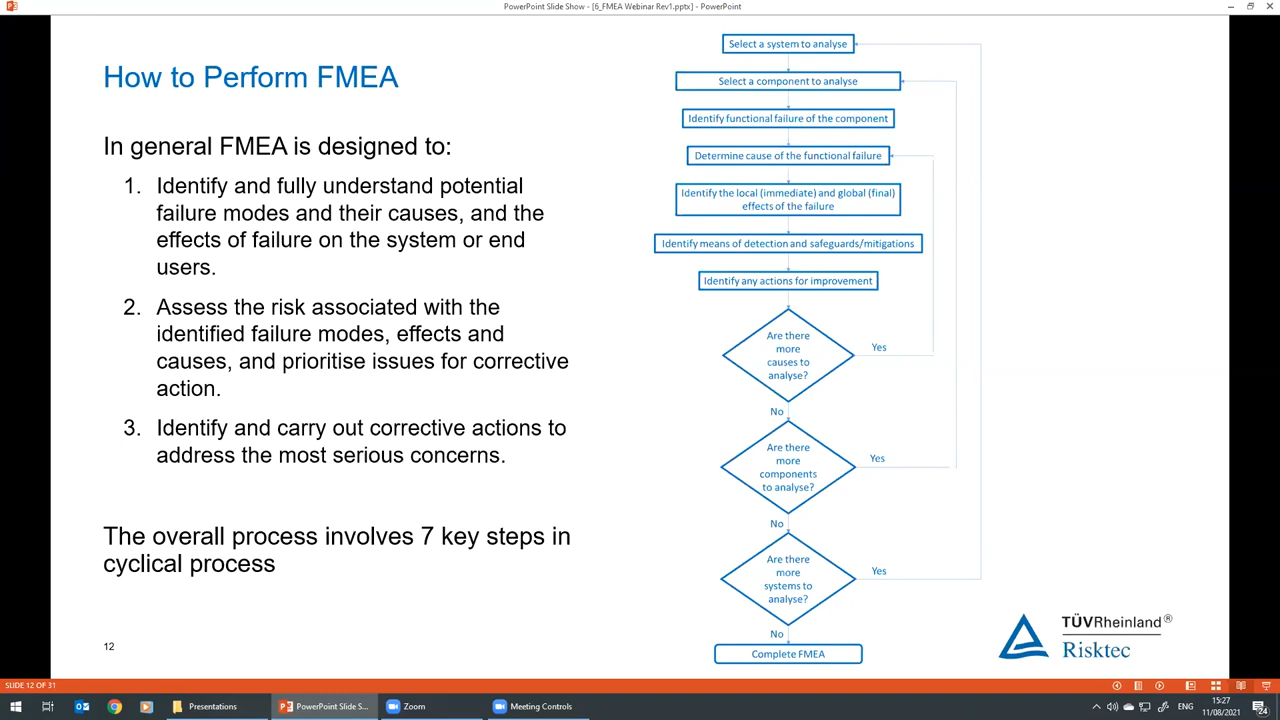 PowerPoint Slide Show - [6_FMEA Webinar Rev1.pptx] - PowerPoint
How to Perform FMEA
In general FMEA is designed to:
1. Identify and fully understand potential
failure modes and their causes, and the
effects of failure on the system or end
users.
2. Assess the risk associated with the
identified failure modes, effects and
causes, and prioritise issues for corrective
action.
3. Identify and carry out corrective actions to
address the most serious concerns.
The overall process involves 7 key steps in
cyclical process
12
Select a system to analyse
Select a component to analyse
Identify functional failure of the component
Determine cause of the functional failure
Identify the local (immediate) and global (final)
effects of the failure
Identify means of detection and safeguards/mitigations
Identify any actions for improvement
Are there
more
causes to
analyse?
Yes
No
Are there
more
components
to analyse?
Yes
No
Are there
more
systems to
analyse?
Yes
No
Complete FMEA
TÜVRheinland®
Risktec
SLIDE 12 OF 31
Presentations
PowerPoint Slide S...
Zoom
Meeting Controls
ENG
15:27
11/08/2021
24